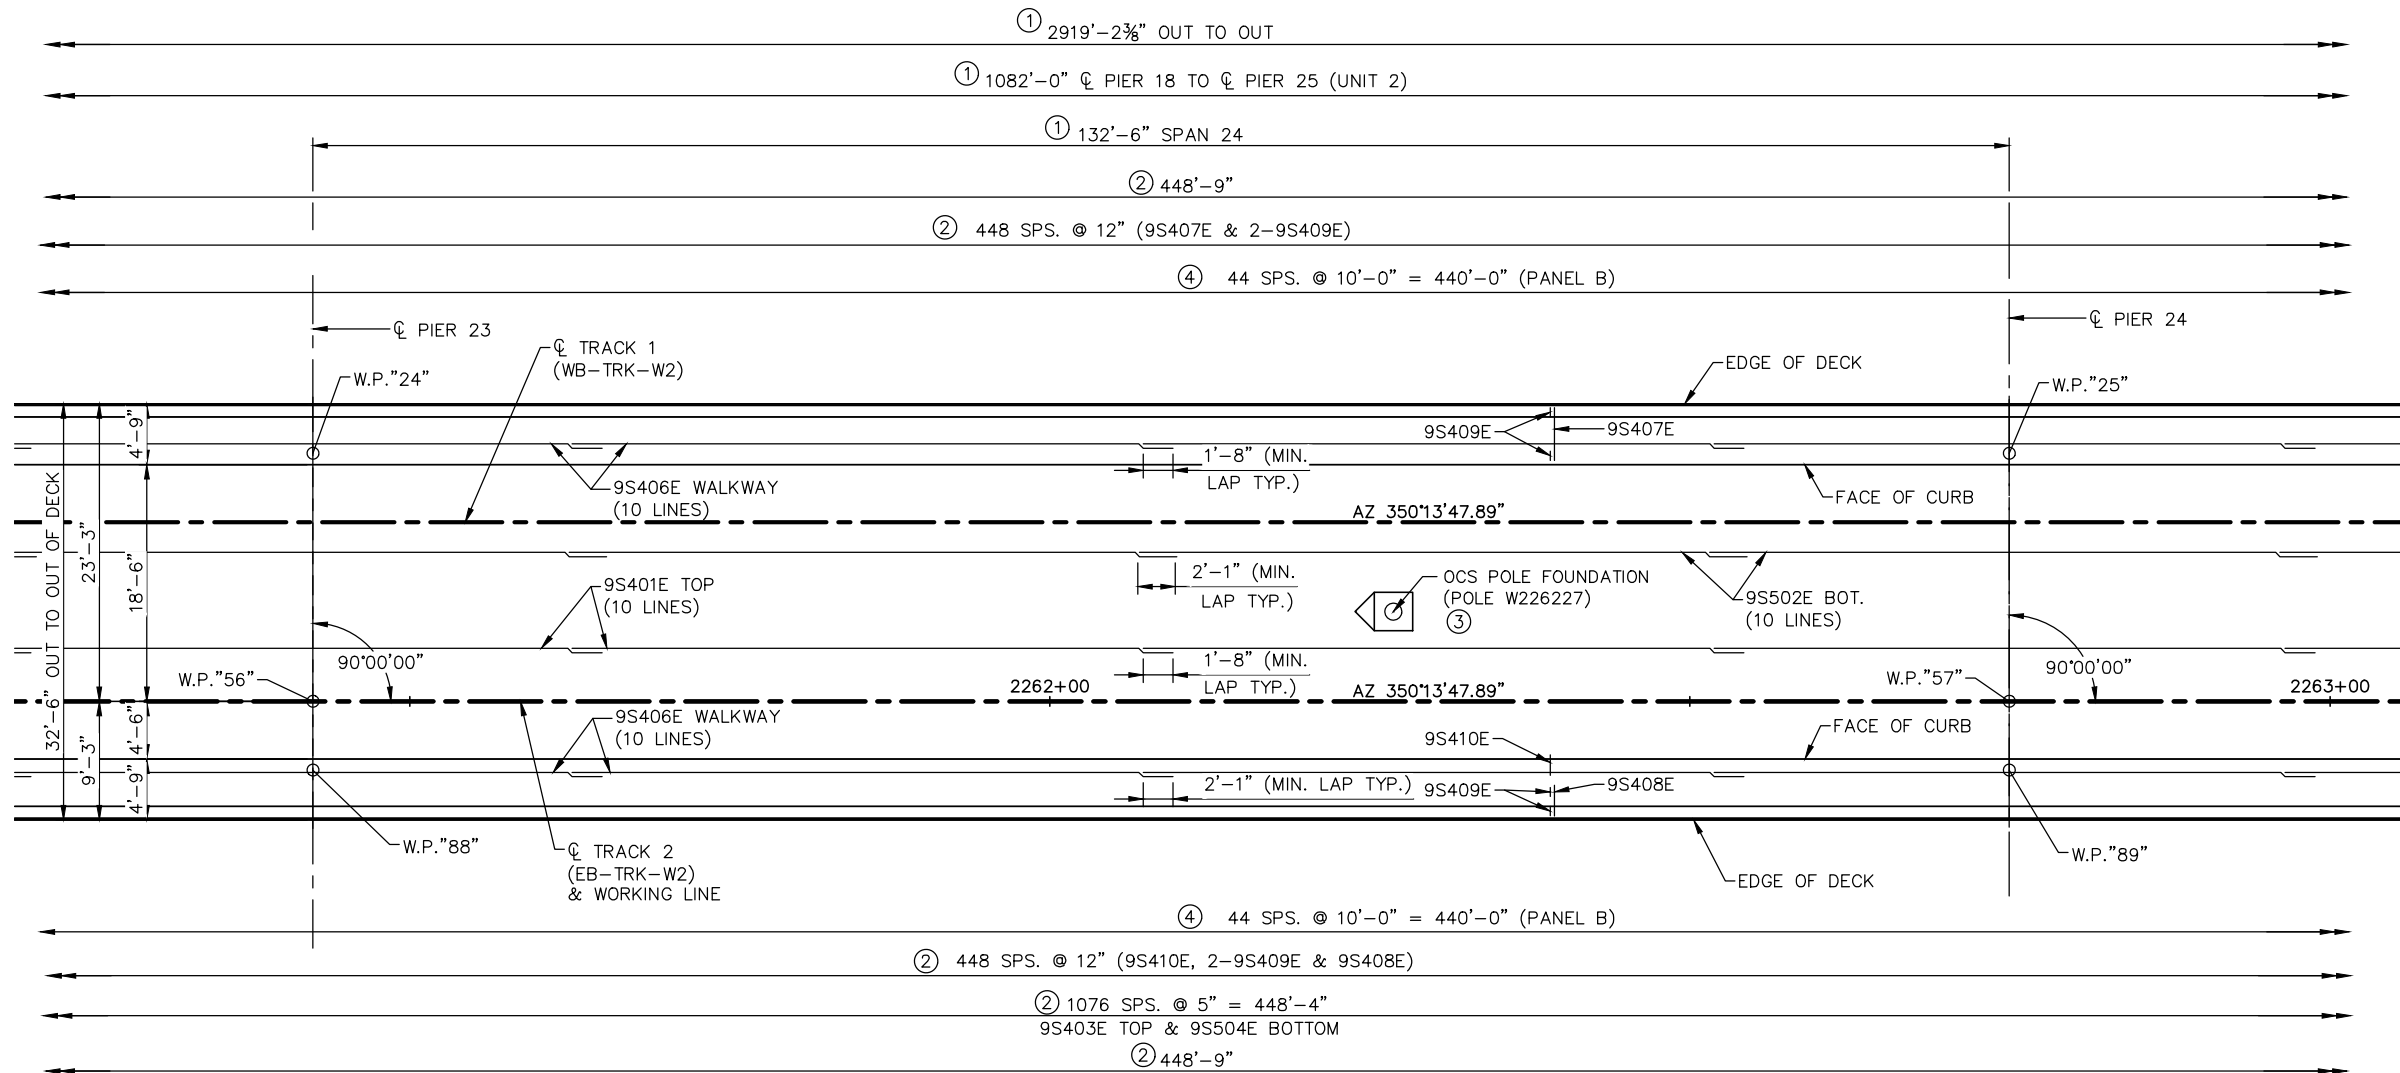 ① 2919'-2⅜" OUT TO OUT
① 1082'-0" ℄ PIER 18 TO ℄ PIER 25 (UNIT 2)
① 132'-6" SPAN 24
② 448'-9"
② 448 SPS. @ 12" (9S407E & 2-9S409E)
④ 44 SPS. @ 10'-0" = 440'-0" (PANEL B)
℄ PIER 23
℄ PIER 24
℄ TRACK 1
(WB-TRK-W2)
EDGE OF DECK
W.P."24"
W.P."25"
4'-9"
9S409E
9S407E
1'-8" (MIN.
LAP TYP.)
9S406E WALKWAY
(10 LINES)
FACE OF CURB
AZ 350°13'47.89"
32'-6" OUT TO OUT OF DECK
23'-3"
18'-6"
2'-1" (MIN.
LAP TYP.)
OCS POLE FOUNDATION
(POLE W226227)
③
9S401E TOP
(10 LINES)
9S502E BOT.
(10 LINES)
90°00'00"
1'-8" (MIN.
LAP TYP.)
90°00'00"
W.P."56"
W.P."57"
2262+00
AZ 350°13'47.89"
2263+00
9S406E WALKWAY
(10 LINES)
FACE OF CURB
4'-6"
9'-3"
4'-9"
9S410E
2'-1" (MIN. LAP TYP.)
9S409E
9S408E
W.P."88"
℄ TRACK 2
(EB-TRK-W2)
& WORKING LINE
W.P."89"
EDGE OF DECK
④ 44 SPS. @ 10'-0" = 440'-0" (PANEL B)
② 448 SPS. @ 12" (9S410E, 2-9S409E & 9S408E)
② 1076 SPS. @ 5" = 448'-4"
9S403E TOP & 9S504E BOTTOM
② 448'-9"